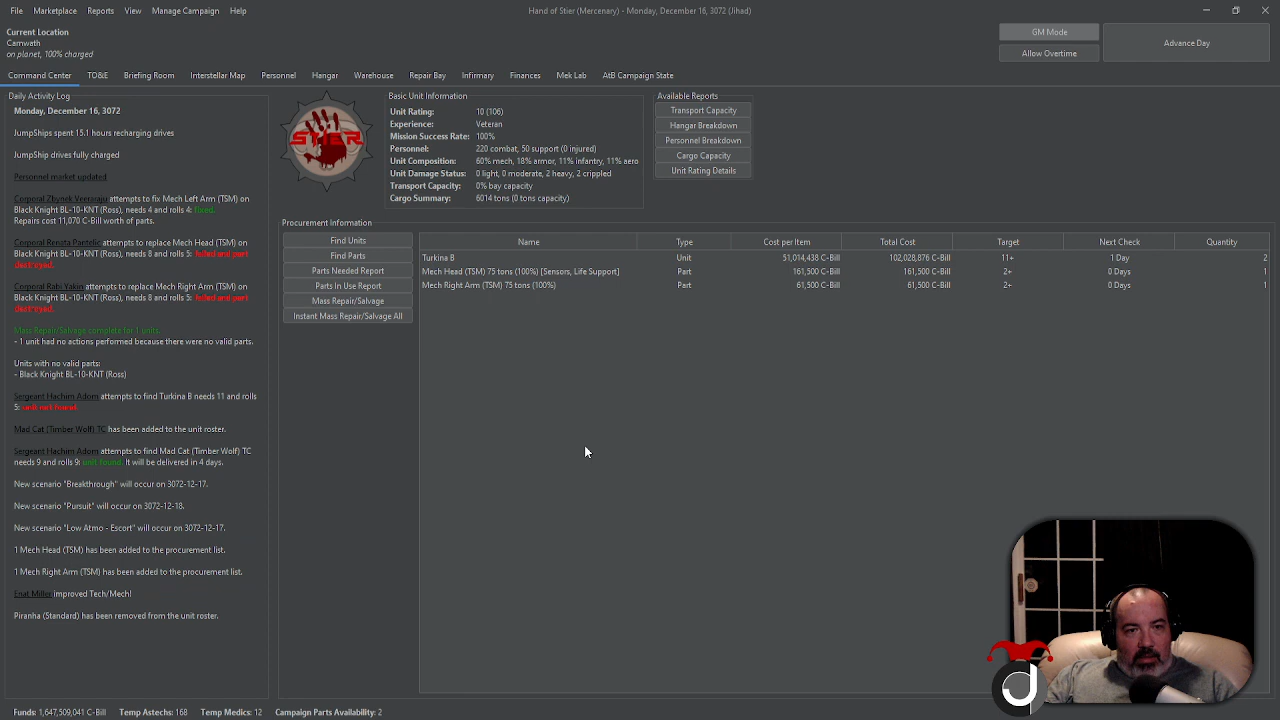 File Marketplace Reports View Manage Campaign Help
Hand of Stier (Mercenary) - Monday, December 16, 3072 (Jihad)
Current Location
Carnwath
on planet, 100% charged
GM Mode
Allow Overtime
Advance Day
Command Center TO&E Briefing Room Interstellar Map Personnel Hangar Warehouse Repair Bay Infirmary Finances Mek Lab AtB Campaign State
Daily Activity Log
Monday, December 16, 3072
JumpShips spent 15.1 hours recharging drives
JumpShip drives fully charged
Personnel market updated
Corporal Zbynek Veeraraju attempts to fix Mech Left Arm (TSM) on
Black Knight BL-10-KNT (Ross), needs 4 and rolls 4: fixed.
Repairs cost 11,070 C-Bill worth of parts.
Corporal Renata Pantelic attempts to replace Mech Head (TSM) on
Black Knight BL-10-KNT (Ross), needs 8 and rolls 5: failed and part
destroyed.
Corporal Rabi Yakin attempts to replace Mech Right Arm (TSM) on
Black Knight BL-10-KNT (Ross), needs 8 and rolls 5: failed and part
destroyed.
Mass Repair/Salvage complete for 1 units.
- 1 unit had no actions performed because there were no valid parts.
Units with no valid parts:
- Black Knight BL-10-KNT (Ross)
Sergeant Hachim Adom attempts to find Turkina B needs 11 and rolls
5: unit not found.
Mad Cat (Timber Wolf) TC has been added to the unit roster.
Sergeant Hachim Adom attempts to find Mad Cat (Timber Wolf) TC
needs 9 and rolls 9: unit found. It will be delivered in 4 days.
New scenario "Breakthrough" will occur on 3072-12-17.
New scenario "Pursuit" will occur on 3072-12-18.
New scenario "Low Atmo - Escort" will occur on 3072-12-17.
1 Mech Head (TSM) has been added to the procurement list.
1 Mech Right Arm (TSM) has been added to the procurement list.
Enat Miller improved Tech/Mech!
Piranha (Standard) has been removed from the unit roster.
STIER
Basic Unit Information
Unit Rating: 10 (106)
Experience: Veteran
Mission Success Rate: 100%
Personnel: 220 combat, 50 support (0 injured)
Unit Composition: 60% mech, 18% armor, 11% infantry, 11% aero
Unit Damage Status: 0 light, 0 moderate, 2 heavy, 2 crippled
Transport Capacity: 0% bay capacity
Cargo Summary: 6014 tons (0 tons capacity)
Available Reports
Transport Capacity
Hangar Breakdown
Personnel Breakdown
Cargo Capacity
Unit Rating Details
Procurement Information
Find Units
Find Parts
Parts Needed Report
Parts In Use Report
Mass Repair/Salvage
Instant Mass Repair/Salvage All
Name Type Cost per Item Total Cost Target Next Check Quantity
Turkina B Unit 51,014,438 C-Bill 102,028,876 C-Bill 11+ 1 Day 2
Mech Head (TSM) 75 tons (100%) [Sensors, Life Support] Part 161,500 C-Bill 161,500 C-Bill 2+ 0 Days 1
Mech Right Arm (TSM) 75 tons (100%) Part 61,500 C-Bill 61,500 C-Bill 2+ 0 Days 1
Funds: 1,647,509,041 C-Bill Temp Astechs: 168 Temp Medics: 12 Campaign Parts Availability: 2